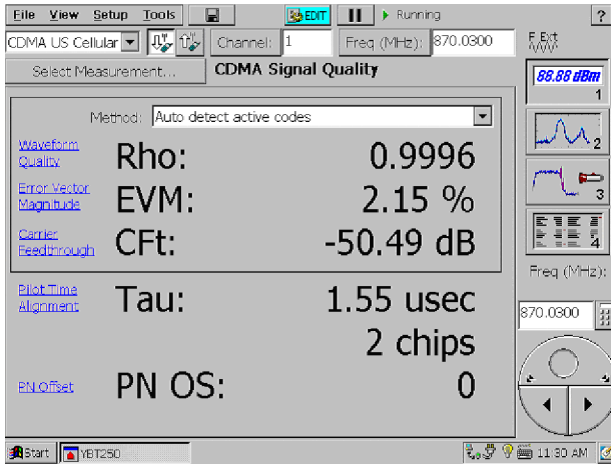 File View Setup Tools EDIT Running ?
CDMA US Cellular Channel: 1 Freq (MHz): 870.0300 F Ext
Select Measurement... CDMA Signal Quality
88.88 dBm
1
Method: Auto detect active codes
2
Waveform Quality Rho: 0.9996
Error Vector Magnitude EVM: 2.15 %
3
Carrier Feedthrough CFt: -50.49 dB
4
Freq (MHz):
Pilot Time Alignment Tau: 1.55 usec
870.0300
2 chips
PN Offset PN OS: 0
Start YBT250 11:30 AM